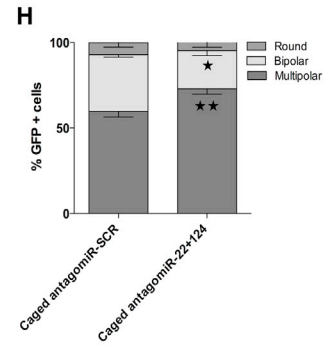 H
100
50
0
% GFP + cells
Round
Bipolar
Multipolar
Caged antagomiR-SCR
Caged antagomiR-22+124